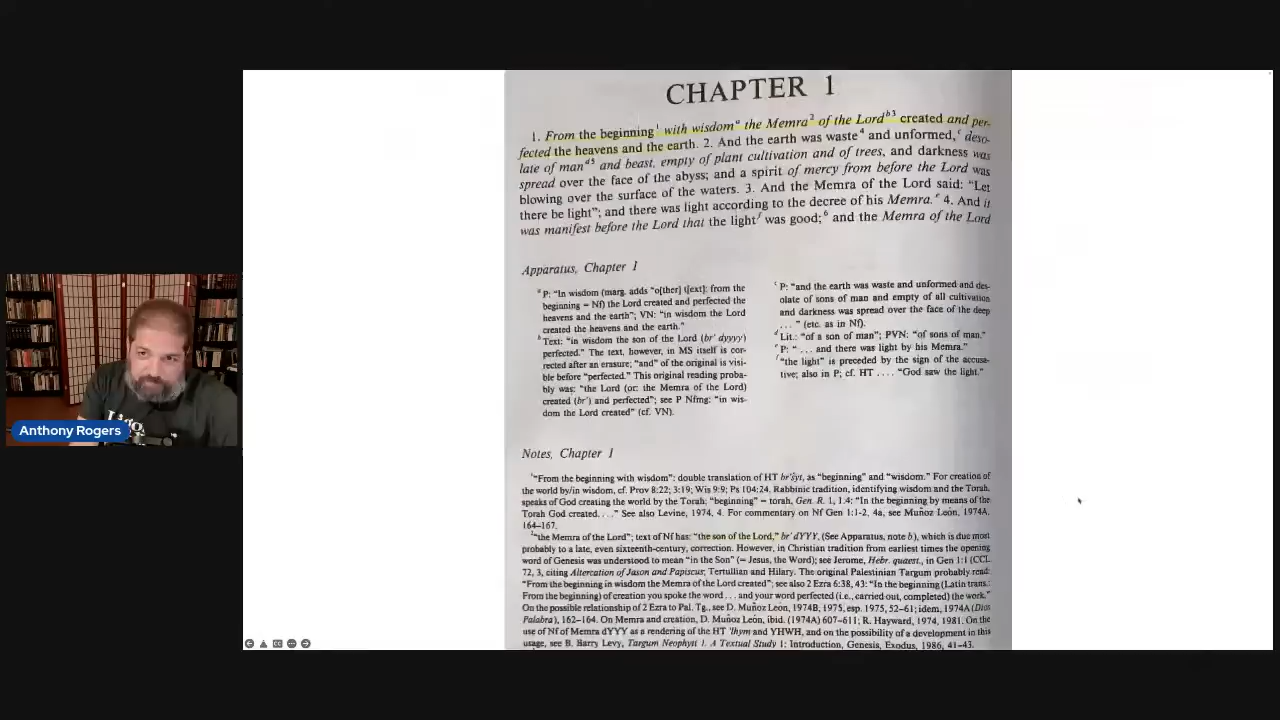 CHAPTER 1
1. From the beginning1 with wisdoma the Memra2 of the Lordb3 created and per-
fected the heavens and the earth. 2. And the earth was waste4 and unformed,c deso-
late of mand5 and beast, empty of plant cultivation and of trees, and darkness was
spread over the face of the abyss; and a spirit of mercy from before the Lord was
blowing over the surface of the waters. 3. And the Memra of the Lord said: "Let
there be light"; and there was light according to the decree of his Memra.e 4. And it
was manifest before the Lord that the lightf was good;6 and the Memra of the Lord
Apparatus, Chapter 1
a P: "In wisdom (marg. adds "o[ther] t[ext]: from the
beginning = Nf) the Lord created and perfected the
heavens and the earth"; VN: "in wisdom the Lord
created the heavens and the earth."
b Text: "in wisdom the son of the Lord (br' dyyyy)
perfected." The text, however, in MS itself is cor-
rected after an erasure; "and" of the original is visi-
ble before "perfected." This original reading proba-
bly was: "the Lord (or: the Memra of the Lord)
created (br') and perfected"; see P Nfmg: "in wis-
dom the Lord created" (cf. VN).
c P: "and the earth was waste and unformed and des-
olate of sons of man and empty of all cultivation
and darkness was spread over the face of the deep
. . . " (etc. as in Nf).
d Lit.: "of a son of man"; PVN: "of sons of man."
e P: " . . . and there was light by his Memra."
f "the light" is preceded by the sign of the accusa-
tive; also in P; cf. HT . . . . "God saw the light."
Notes, Chapter 1
1"From the beginning with wisdom": double translation of HT br'šyt, as "beginning" and "wisdom." For creation of
the world by/in wisdom, cf. Prov 8:22; 3:19; Wis 9:9; Ps 104:24. Rabbinic tradition, identifying wisdom and the Torah,
speaks of God creating the world by the Torah; "beginning" = torah, Gen. R. 1, 1.4: "In the beginning by means of the
Torah God created. . . ." See also Levine, 1974, 4. For commentary on Nf Gen 1:1-2, 4a, see Muñoz León, 1974A,
164–167.
2"the Memra of the Lord"; text of Nf has: "the son of the Lord," br' dYYY, (See Apparatus, note b), which is due most
probably to a late, even sixteenth-century, correction. However, in Christian tradition from earliest times the opening
word of Genesis was understood to mean "in the Son" (= Jesus, the Word); see Jerome, Hebr. quaest., in Gen 1:1 (CCL
72, 3, citing Altercation of Jason and Papiscus; Tertullian and Hilary. The original Palestinian Targum probably read:
"From the beginning in wisdom the Memra of the Lord created"; see also 2 Ezra 6:38, 43: "In the beginning (Latin trans.:
From the beginning) of creation you spoke the word . . . and your word perfected (i.e., carried out, completed) the work."
On the possible relationship of 2 Ezra to Pal. Tg., see D. Muñoz León, 1974B, 1975, esp. 1975, 52–61; idem, 1974A (Dios
Palabra), 162–164. On Memra and creation, D. Muñoz León, ibid. (1974A) 607–611; R. Hayward, 1974, 1981. On the
use of Nf of Memra dYYY as a rendering of the HT 'lhym and YHWH, and on the possibility of a development in this
usage, see B. Barry Levy, Targum Neophyti 1. A Textual Study 1: Introduction, Genesis, Exodus, 1986, 41–43.
Anthony Rogers